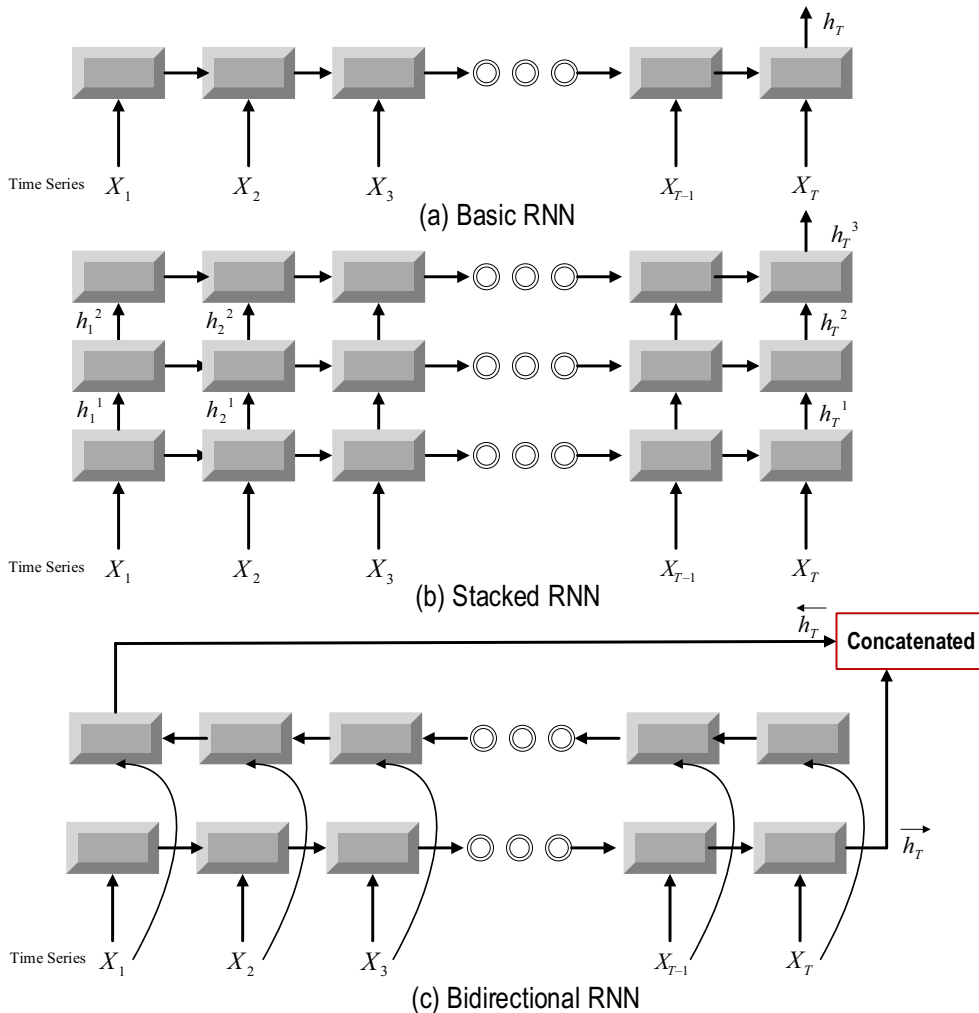 h_T
Time Series X_1 X_2 X_3 X_{T-1} X_T
(a) Basic RNN
h_T^3
h_1^2 h_2^2 h_T^2
h_1^1 h_2^1 h_T^1
Time Series X_1 X_2 X_3 X_{T-1} X_T
(b) Stacked RNN
\overleftarrow{h_T} Concatenated
\overrightarrow{h_T}
Time Series X_1 X_2 X_3 X_{T-1} X_T
(c) Bidirectional RNN